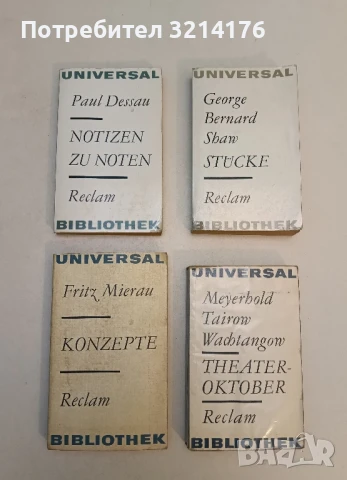 Потребител 3214176
UNIVERSAL
Paul Dessau
NOTIZEN
ZU NOTEN
Reclam
BIBLIOTHEK
UNIVERSAL
George
Bernard
Shaw
STÜCKE
Reclam
BIBLIOTHEK
UNIVERSAL
Fritz Mierau
KONZEPTE
Reclam
BIBLIOTHEK
UNIVERSAL
Meyerhold
Tairow
Wachtangow
THEATER-
OKTOBER
Reclam
BIBLIOTHEK
BAZAR